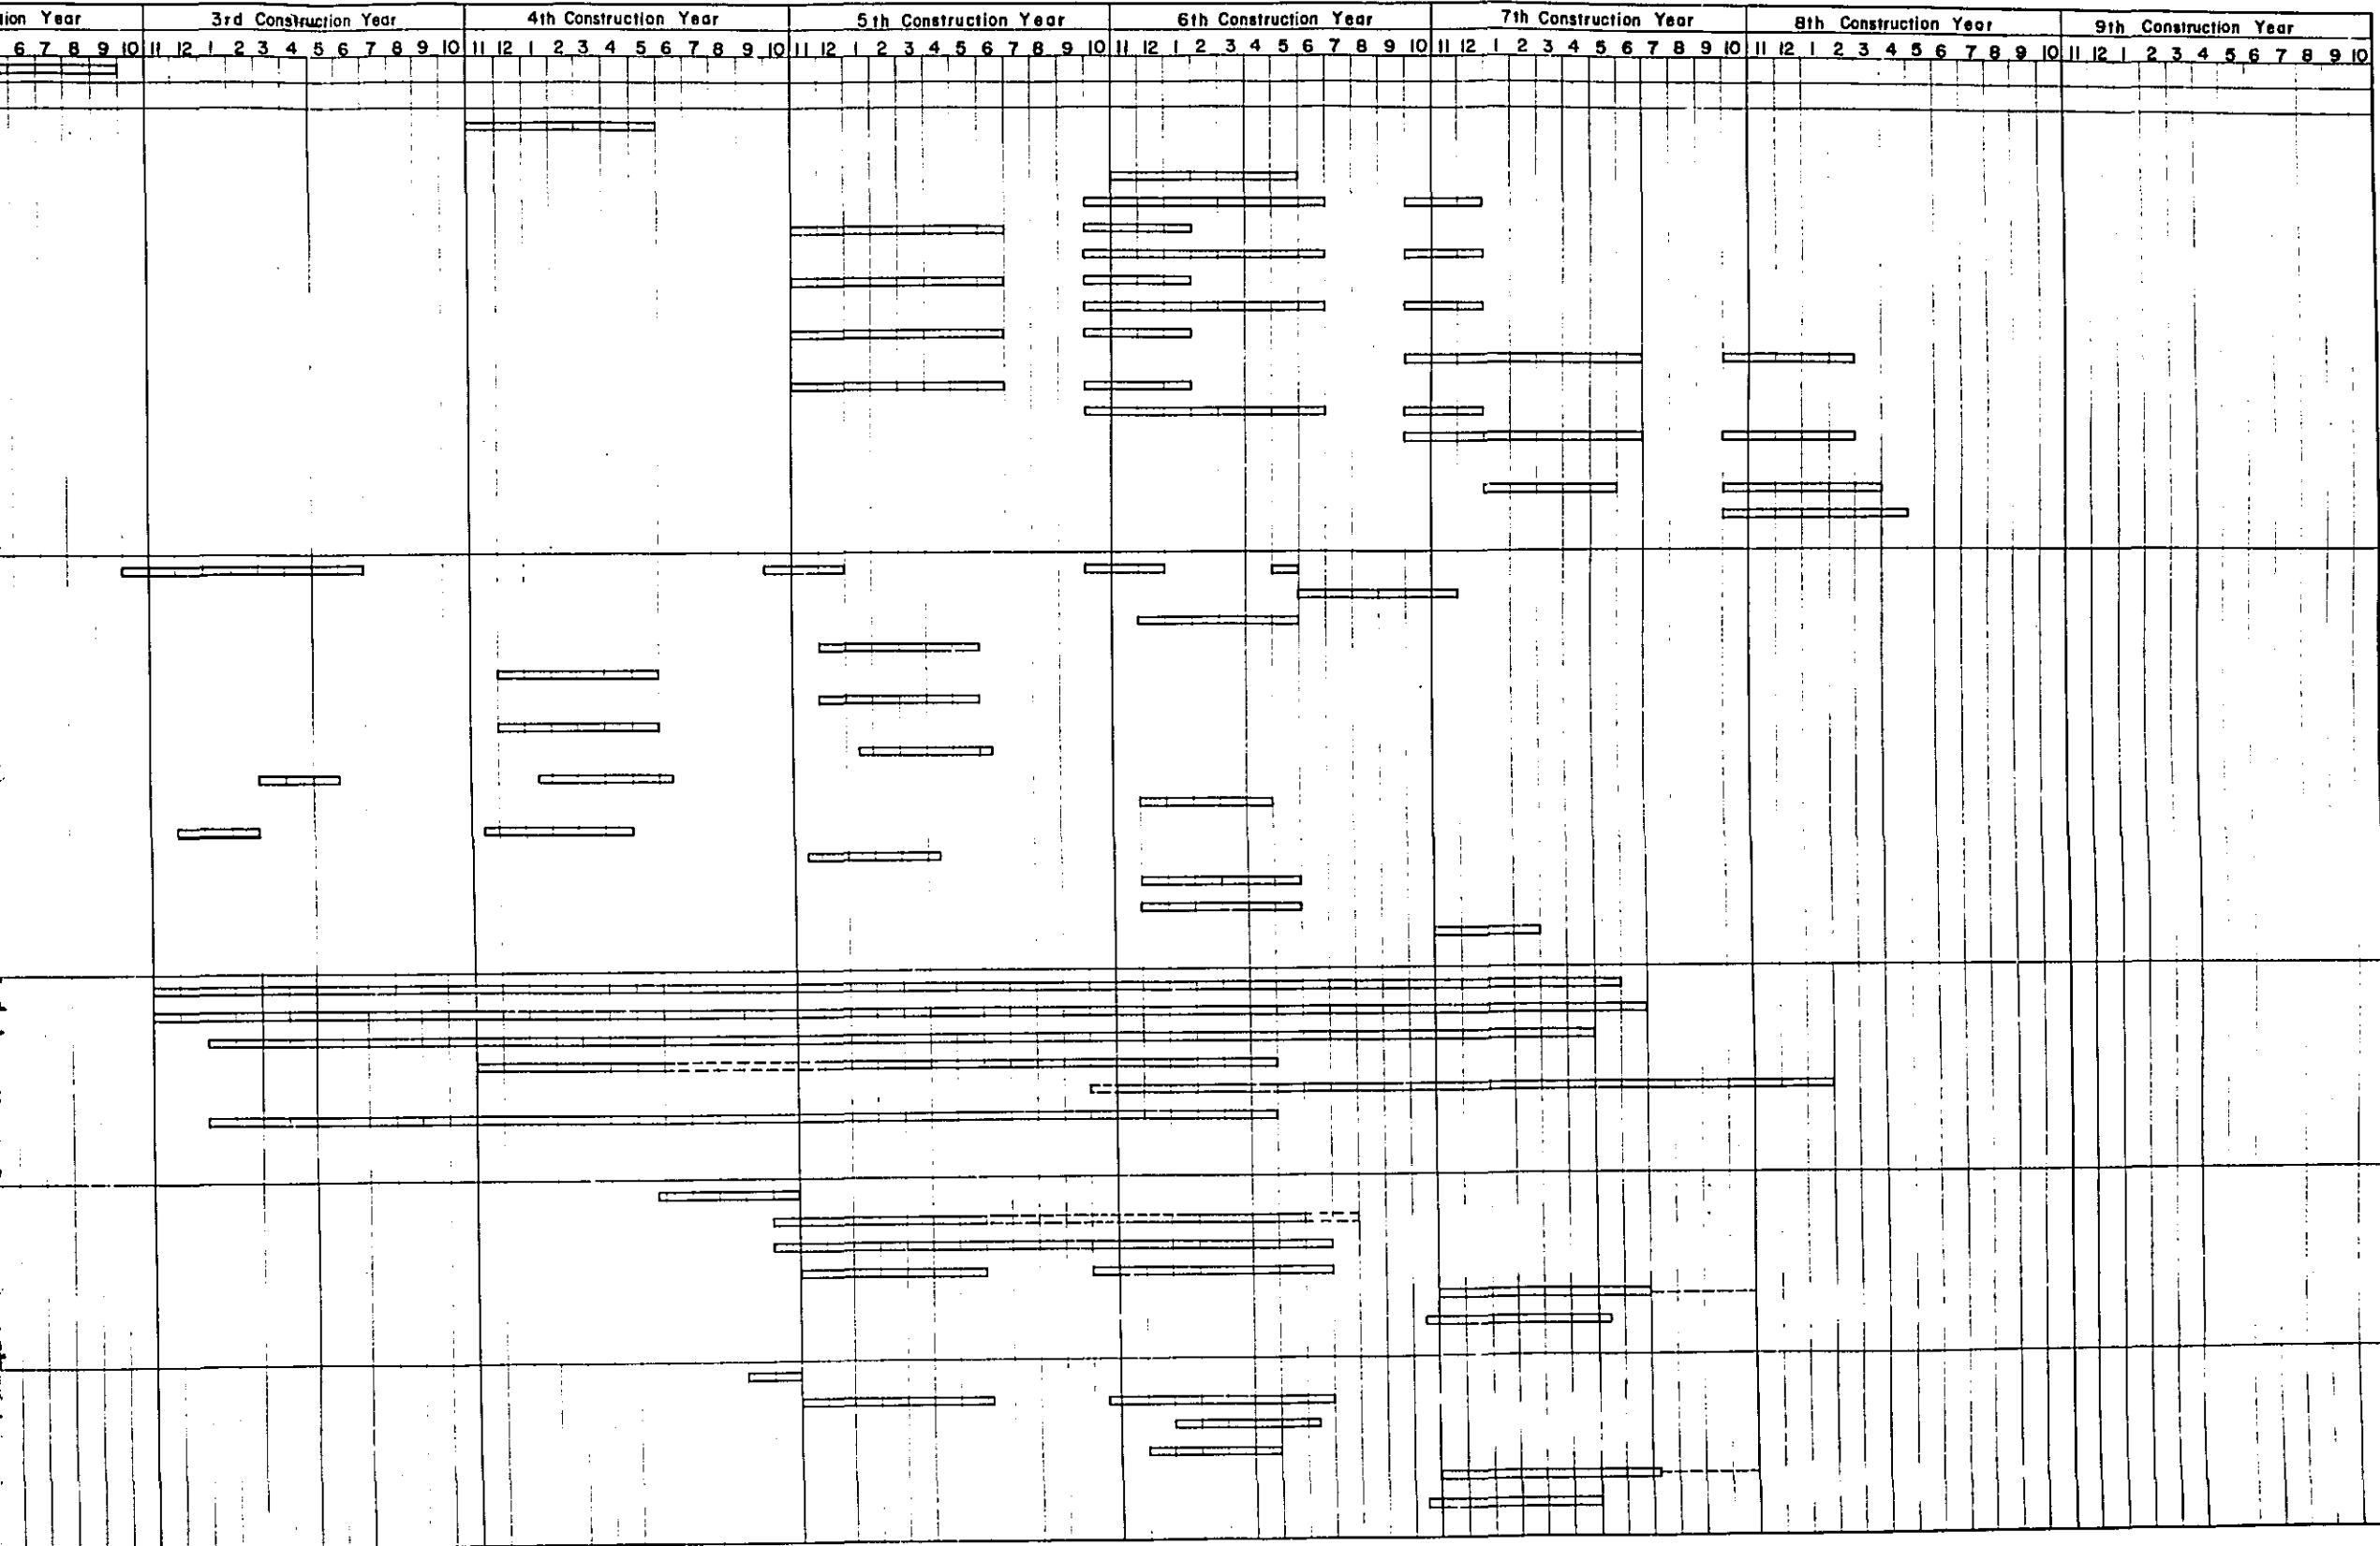 ion Year 3rd Construction Year 4th Construction Year 5th Construction Year 6th Construction Year 7th Construction Year 8th Construction Year 9th Construction Year
6 7 8 9 10 11 12 1 2 3 4 5 6 7 8 9 10 11 12 1 2 3 4 5 6 7 8 9 10 11 12 1 2 3 4 5 6 7 8 9 10 11 12 1 2 3 4 5 6 7 8 9 10 11 12 1 2 3 4 5 6 7 8 9 10 11 12 1 2 3 4 5 6 7 8 9 10 11 12 1 2 3 4 5 6 7 8 9 10